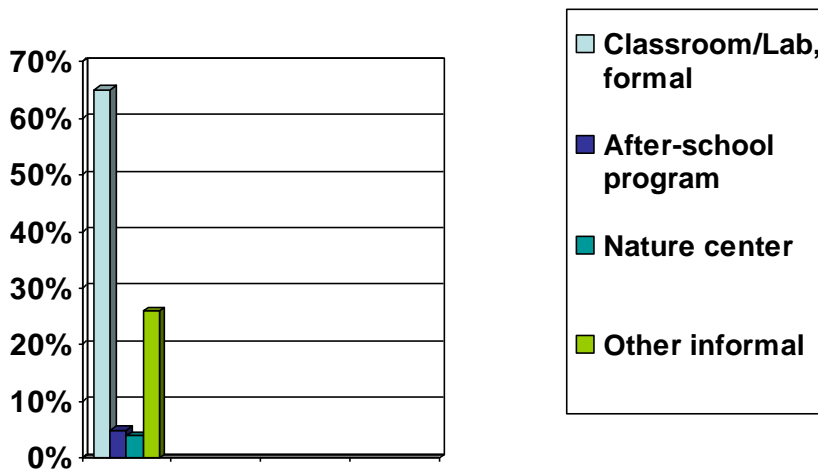 70%
60%
50%
40%
30%
20%
10%
0%
Classroom/Lab,
formal
After-school
program
Nature center
Other informal